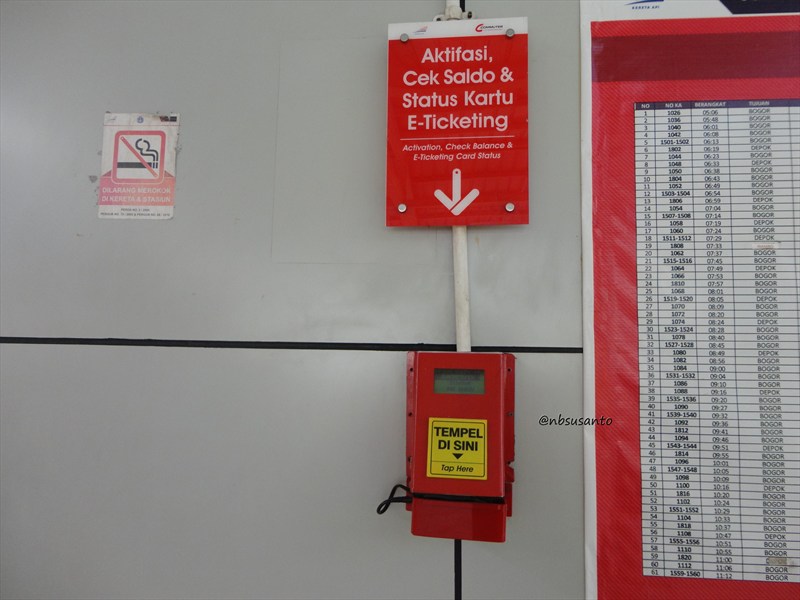 Aktifasi,
Cek Saldo &
Status Kartu
E-Ticketing
Activation, Check Balance &
E-Ticketing Card Status
DILARANG MEROKOK
DI KERETA & STASIUN
TEMPEL
DI SINI
Tap Here
@nbsusanto
KERETA API
NO NO KA BERANGKAT TUJUAN
1 1026 05:06 BOGOR
2 1036 05:48 BOGOR
3 1040 06:01 BOGOR
4 1042 06:08 BOGOR
5 1501-1502 06:13 BOGOR
6 1802 06:19 DEPOK
7 1044 06:23 BOGOR
8 1048 06:33 DEPOK
9 1050 06:38 BOGOR
10 1804 06:43 BOGOR
11 1052 06:49 BOGOR
12 1503-1504 06:54 BOGOR
13 1806 06:59 DEPOK
14 1054 07:04 BOGOR
15 1507-1508 07:14 BOGOR
16 1058 07:19 DEPOK
17 1060 07:24 BOGOR
18 1511-1512 07:29 DEPOK
19 1808 07:33
20 1062 07:37 BOGOR
21 1515-1516 07:45 BOGOR
22 1064 07:49 DEPOK
23 1066 07:53 BOGOR
24 1810 07:57 BOGOR
25 1068 08:01 BOGOR
26 1519-1520 08:05 DEPOK
27 1070 08:09 BOGOR
28 1072 08:20 BOGOR
29 1074 08:24 DEPOK
30 1523-1524 08:28 BOGOR
31 1078 08:40 BOGOR
32 1527-1528 08:45 BOGOR
33 1080 08:49 DEPOK
34 1082 08:56 BOGOR
35 1084 09:00 BOGOR
36 1531-1532 09:04 BOGOR
37 1086 09:10 BOGOR
38 1088 09:16 DEPOK
39 1535-1536 09:20 BOGOR
40 1090 09:27 BOGOR
41 1539-1540 09:32 BOGOR
42 1092 09:36 BOGOR
43 1812 09:41 BOGOR
44 1094 09:46 BOGOR
45 1543-1544 09:51 DEPOK
46 1814 09:55 BOGOR
47 1096 10:01 BOGOR
48 1547-1548 10:05 BOGOR
49 1098 10:09 BOGOR
50 1100 10:16 DEPOK
51 1816 10:20 BOGOR
52 1102 10:24 BOGOR
53 1551-1552 10:29 BOGOR
54 1104 10:33 BOGOR
55 1818 10:37 BOGOR
56 1108 10:47 DEPOK
57 1555-1556 10:51 BOGOR
58 1110 10:55 BOGOR
59 1820 11:00
60 1112 11:06 BOGOR
61 1559-1560 11:12 BOGOR